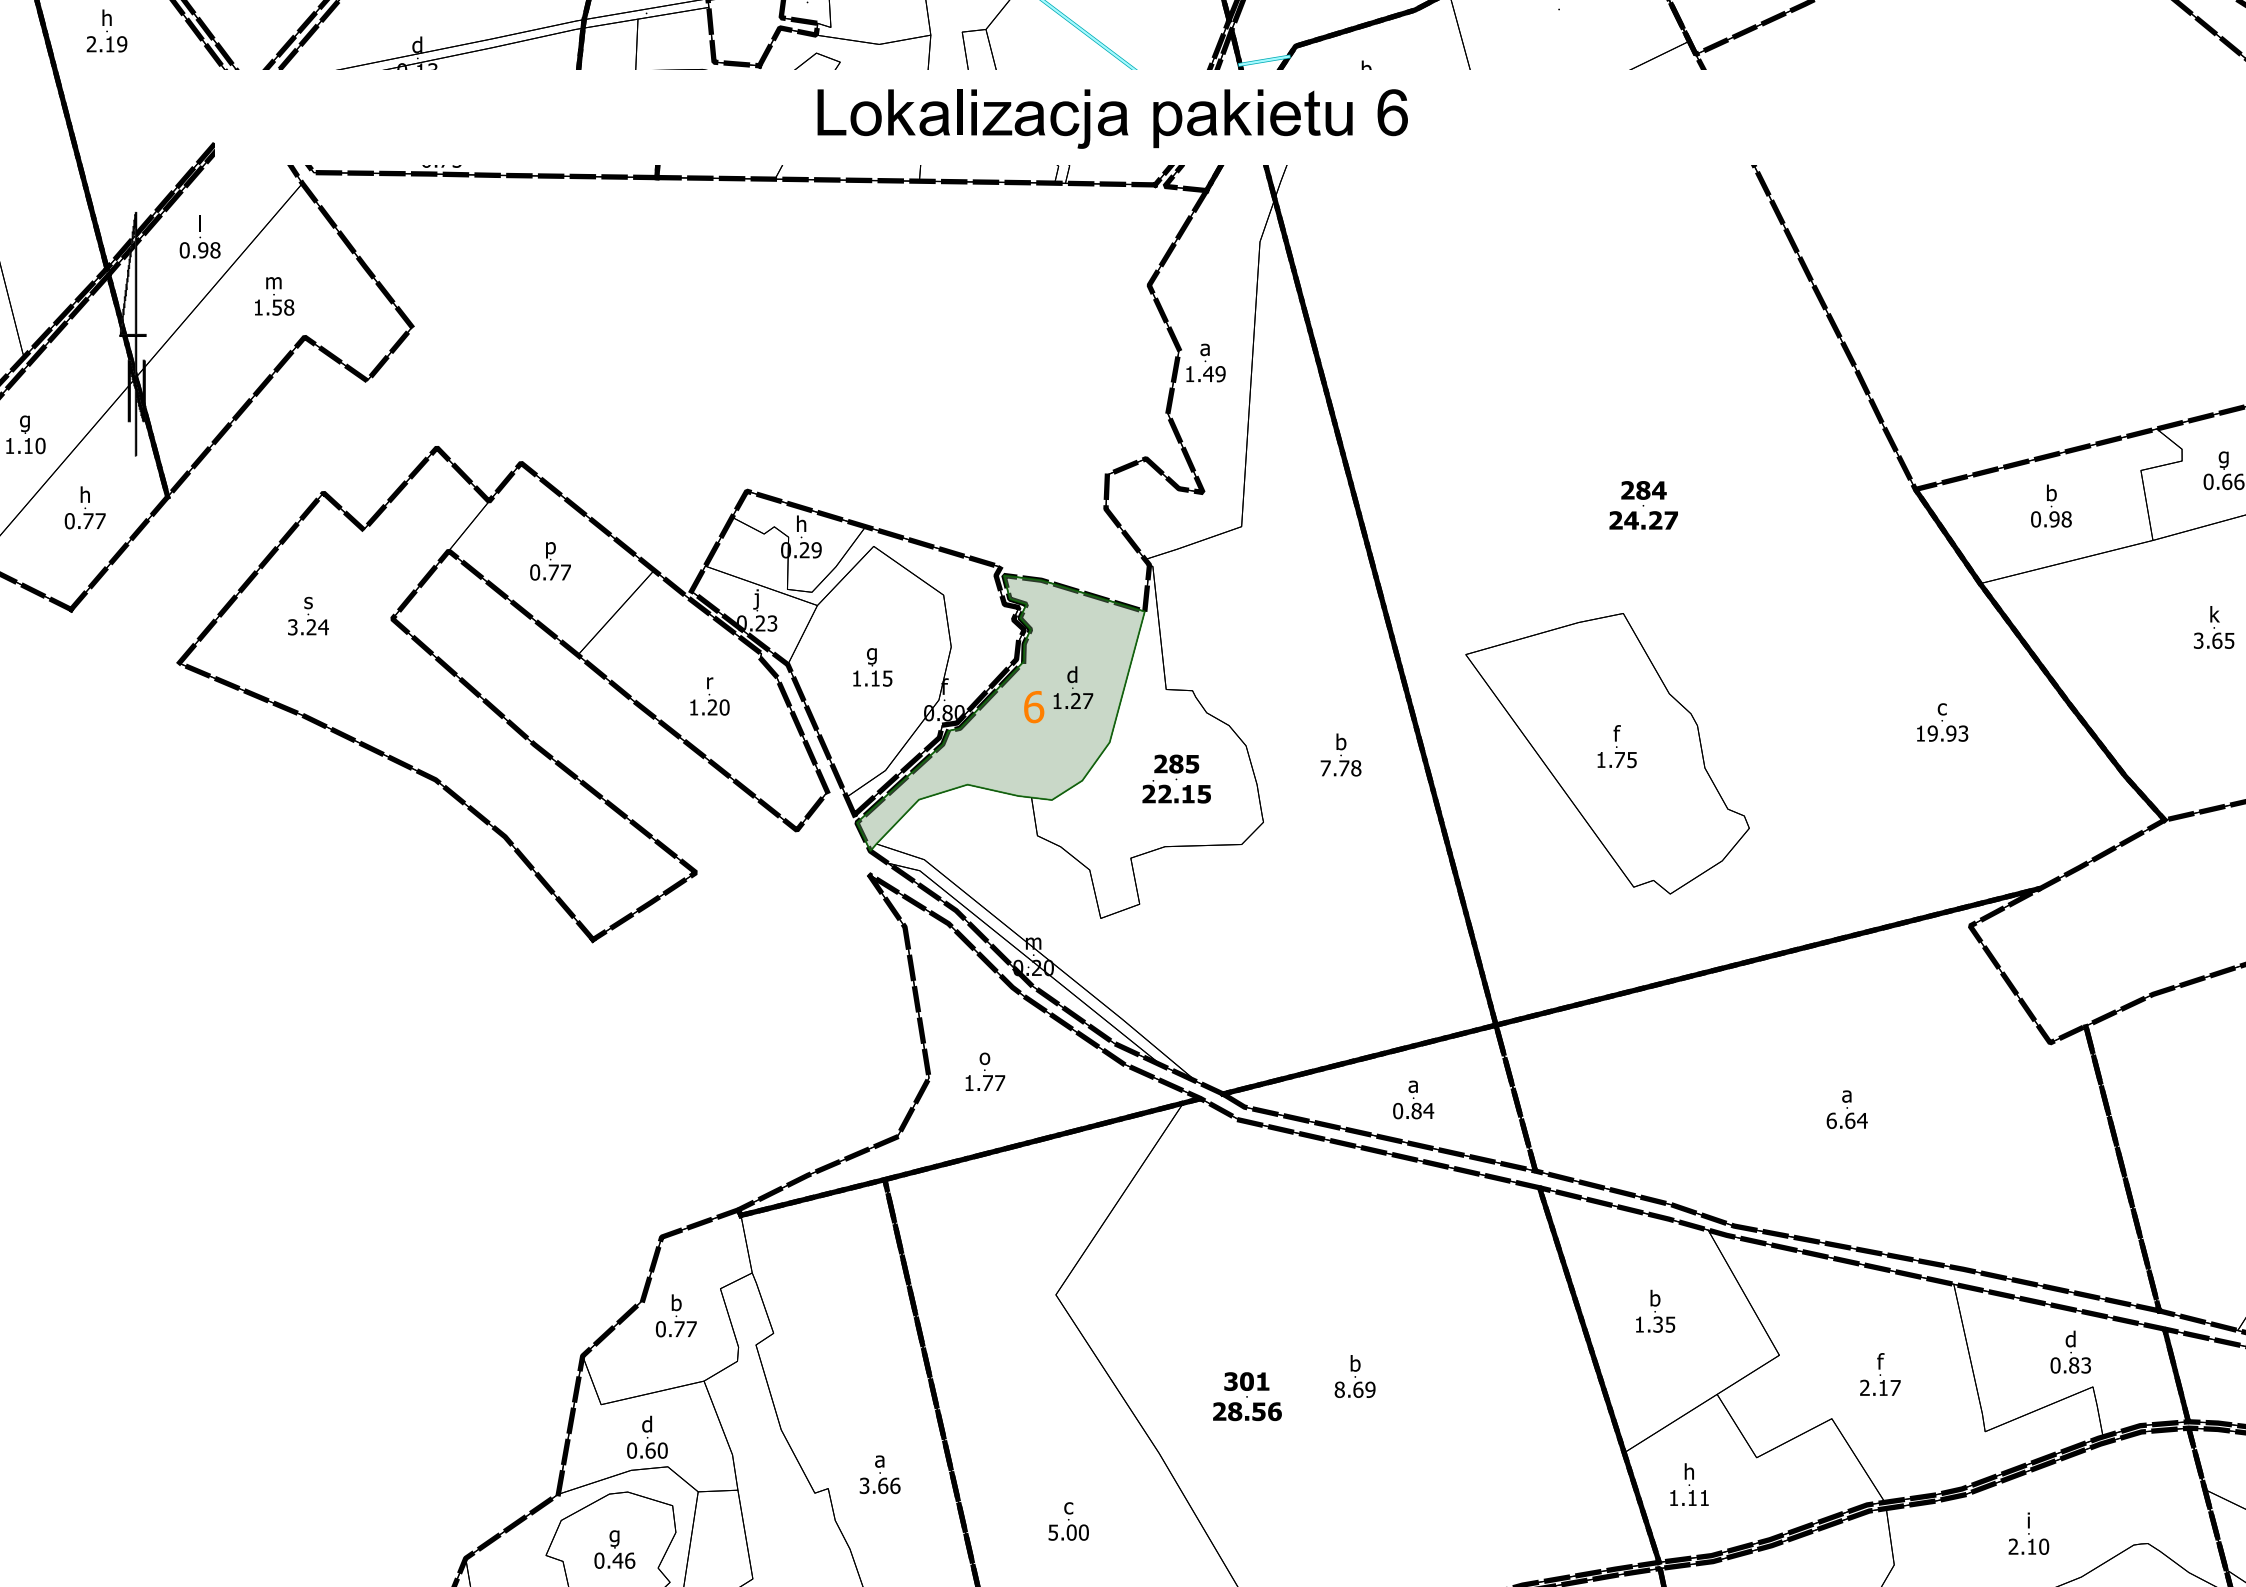 h
2.19
d
Lokalizacja pakietu 6
l
0.98
m
1.58
a
1.49
g
1.10
h
0.77
284
24.27
b
0.98
g
0.66
h
0.29
p
0.77
s
3.24
j
0.23
k
3.65
g
1.15
f
0.80
d
1.27
6
r
1.20
285
22.15
b
7.78
f
1.75
c
19.93
m
0.20
o
1.77
a
0.84
a
6.64
b
0.77
b
1.35
d
0.83
f
2.17
301
28.56
b
8.69
d
0.60
a
3.66
h
1.11
c
5.00
g
0.46
i
2.10